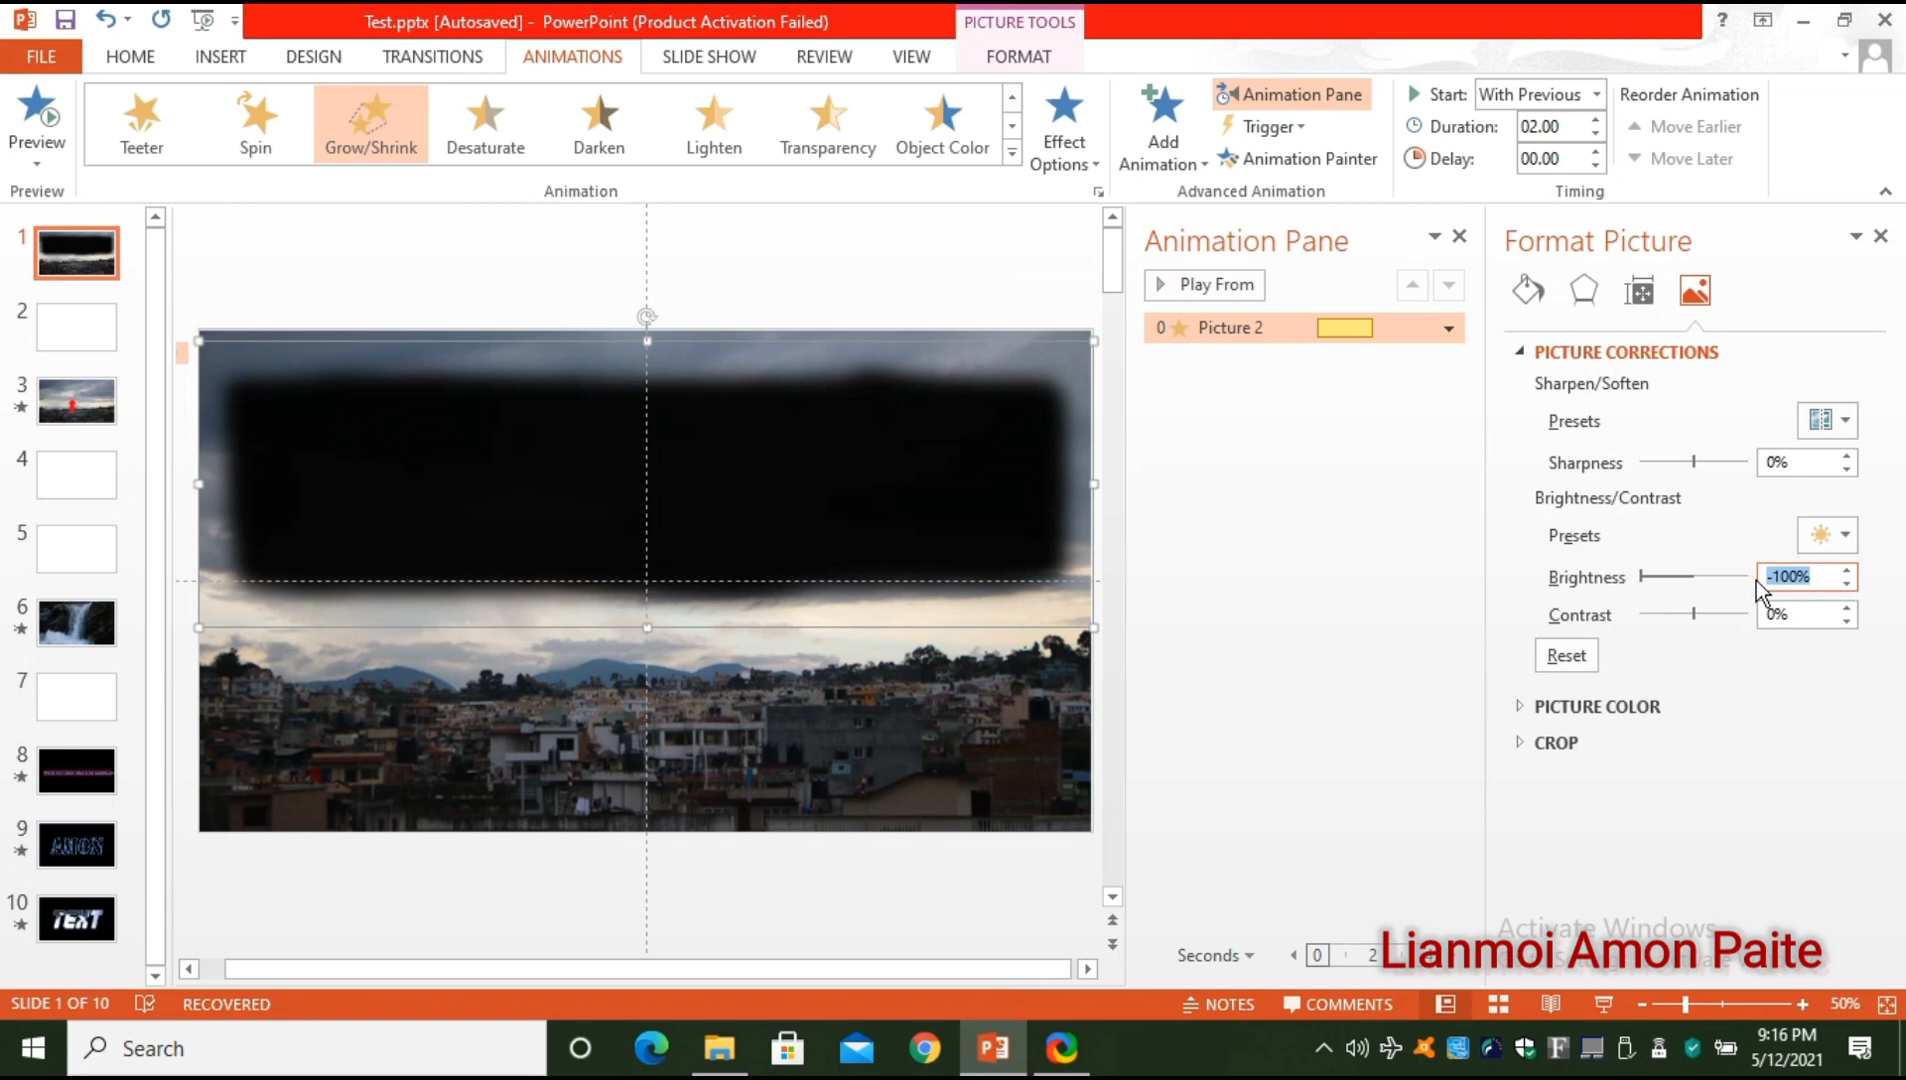 Test.pptx [Autosaved] - PowerPoint (Product Activation Failed)
PICTURE TOOLS
?
FILE HOME INSERT DESIGN TRANSITIONS ANIMATIONS SLIDE SHOW REVIEW VIEW FORMAT
Preview
Teeter Spin Grow/Shrink Desaturate Darken Lighten Transparency Object Color
Effect Options
Add Animation
Animation Pane
Trigger
Animation Painter
Start: With Previous
Duration: 02.00
Delay: 00.00
Reorder Animation
Move Earlier
Move Later
Preview Animation Advanced Animation Timing
1
2
3
4
5
6
7
8
9
AMON
10
TEXT
Animation Pane
Play From
0 Picture 2
Seconds 0 2
Format Picture
PICTURE CORRECTIONS
Sharpen/Soften
Presets
Sharpness 0%
Brightness/Contrast
Presets
Brightness -100%
Contrast 0%
Reset
PICTURE COLOR
CROP
Activate Windows
Lianmoi Amon Paite
SLIDE 1 OF 10 RECOVERED NOTES COMMENTS 50%
Search
9:16 PM
5/12/2021